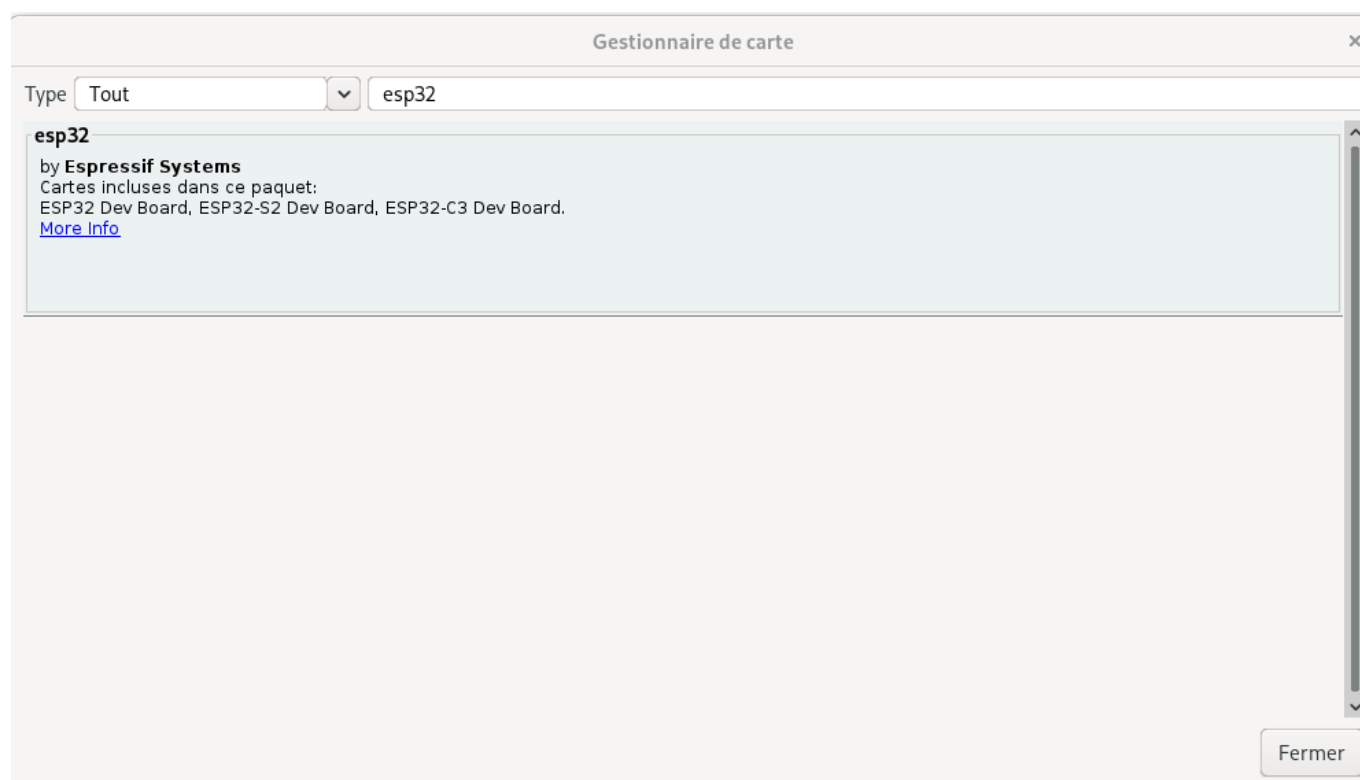 Gestionnaire de carte
Type Tout esp32
esp32
by Espressif Systems
Cartes incluses dans ce paquet:
ESP32 Dev Board, ESP32-S2 Dev Board, ESP32-C3 Dev Board.
More Info
Fermer